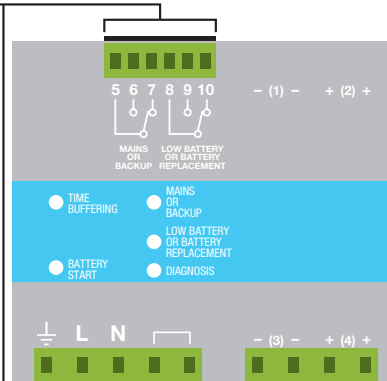 5 6 7 8 9 10
– (1) – + (2) +
MAINS
OR
BACKUP
LOW BATTERY
OR BATTERY
REPLACEMENT
TIME
BUFFERING
MAINS
OR
BACKUP
LOW BATTERY
OR BATTERY
REPLACEMENT
BATTERY
START
DIAGNOSIS
L N
– (3) – + (4) +